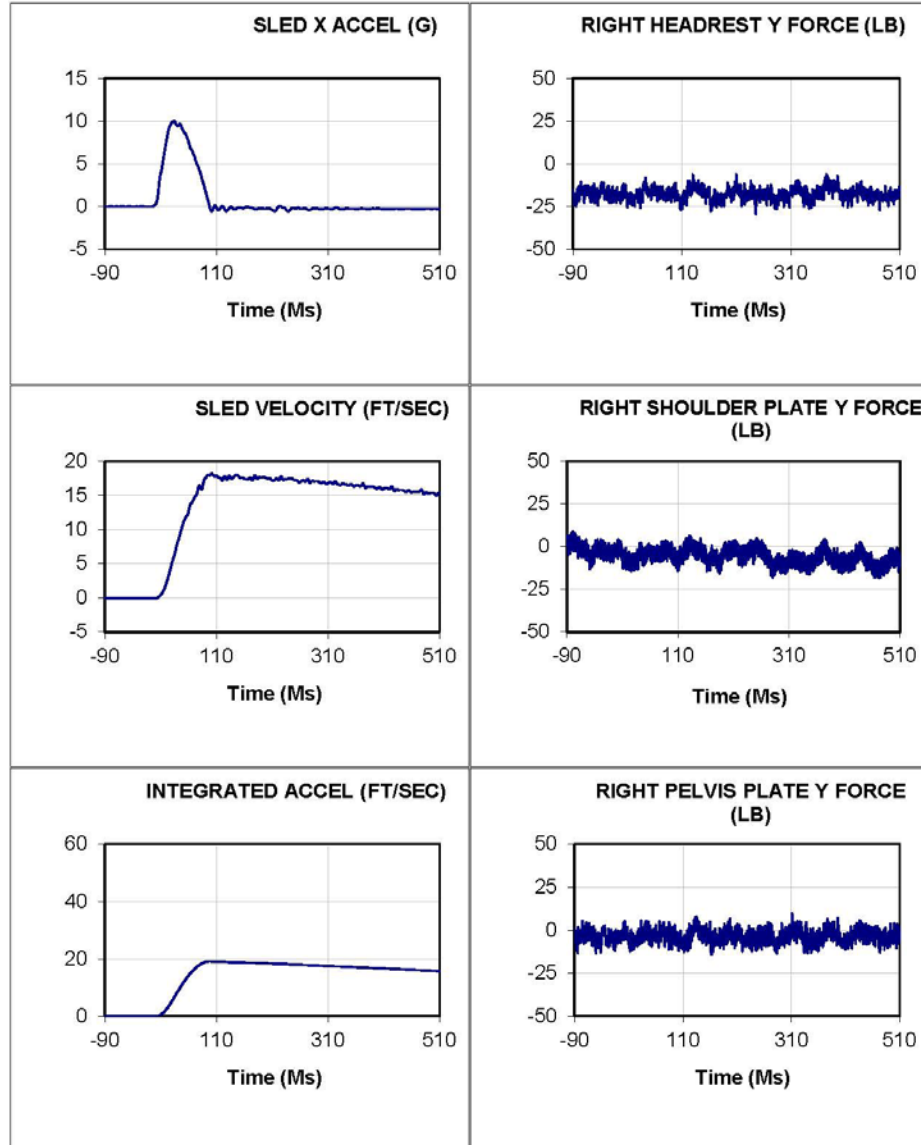 SLED X ACCEL (G)
15
10
5
0
-5
-90 110 310 510
Time (Ms)
RIGHT HEADREST Y FORCE (LB)
50
25
0
-25
-50
-90 110 310 510
Time (Ms)
SLED VELOCITY (FT/SEC)
20
15
10
5
0
-5
-90 110 310 510
Time (Ms)
RIGHT SHOULDER PLATE Y FORCE
(LB)
50
25
0
-25
-50
-90 110 310 510
Time (Ms)
INTEGRATED ACCEL (FT/SEC)
60
40
20
0
-90 110 310 510
Time (Ms)
RIGHT PELVIS PLATE Y FORCE
(LB)
50
25
0
-25
-50
-90 110 310 510
Time (Ms)